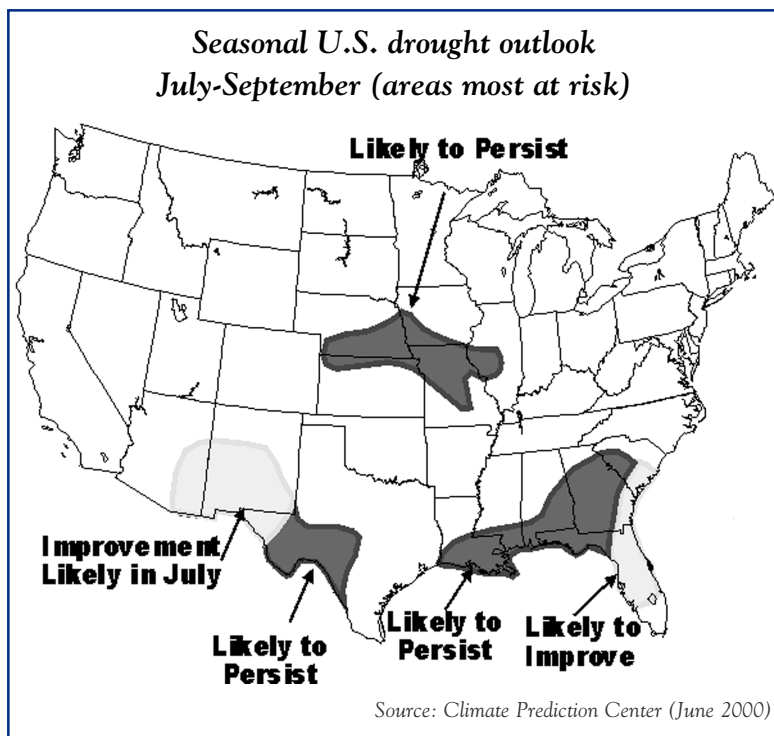 Seasonal U.S. drought outlook
July-September (areas most at risk)
Likely to Persist
Improvement
Likely in July
Likely to
Persist
Likely to
Persist
Likely to
Improve
Source: Climate Prediction Center (June 2000)